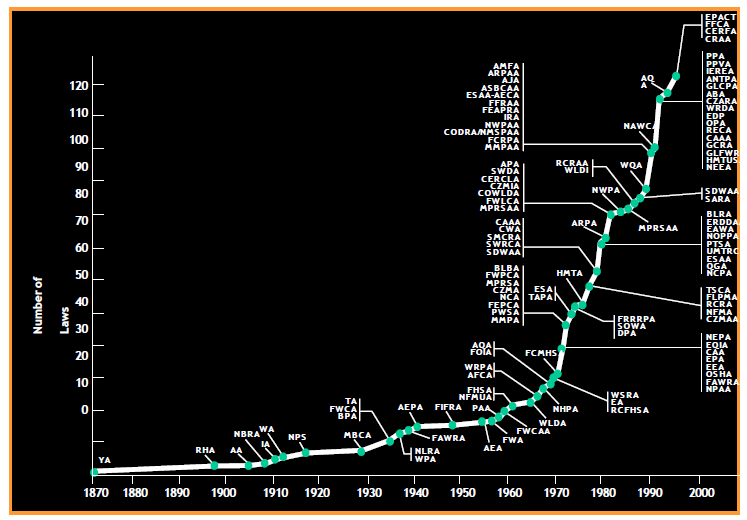 EPACT
FFCA
CERFA
CRAA
PPA
PPVA
IEREA
ANTPA
GLCPA
ABA
CZARA
WRDA
EDP
OPA
RECA
CAAA
GCRA
GLFWR
HMTUS
NEEA
AQ
A
NAWCA
AMFA
ARPAA
AJA
ASBCAA
ESAA-AECA
FFRAA
FEAPRA
IRA
NWPAA
CODRA/NMSPAA
FCRPA
MMPAA
WQA
RCRAA
WLDI
NWPA
SDWAA
SARA
MPRSAA
APA
SWDA
CERCLA
CZMIA
COWLDA
FWLCA
MPRSAA
ARPA
BLRA
ERDDA
EAWA
NOPPA
PTSA
UMTRC
ESAA
QGA
NCPA
CAAA
CWA
SMCRA
SWRCA
SDWAA
HMTA
TSCA
FLPMA
RCRA
NFMA
CZMAA
BLBA
FWPCA
MPRSA
CZMA
NCA
FEPCA
PWSA
MMPA
ESA
TAPA
FRRRPA
SOWA
DPA
NEPA
EQIA
CAA
EPA
EEA
OSHA
FAWRA
NPAA
FCMHSA
AQA
FOIA
WRPA
AFCA
WSRA
EA
RCFHSA
NHPA
FHSA
NFMUA
WLDA
PAA
FWCAA
FWA
AEA
FIFRA
AEPA
FAWRA
TA
FWCA
BPA
NLRA
WPA
MBCA
NPS
WA
IA
NBRA
AA
RHA
YA
120
110
100
90
80
70
60
50
40
30
20
10
0
Number of
Laws
1870 1880 1890 1900 1910 1920 1930 1940 1950 1960 1970 1980 1990 2000